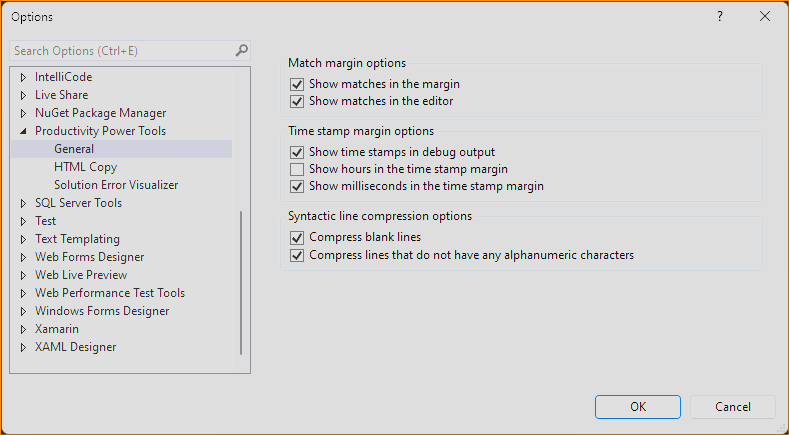 Options
?
Search Options (Ctrl+E)
IntelliCode
Live Share
NuGet Package Manager
Productivity Power Tools
General
HTML Copy
Solution Error Visualizer
SQL Server Tools
Test
Text Templating
Web Forms Designer
Web Live Preview
Web Performance Test Tools
Windows Forms Designer
Xamarin
XAML Designer
Match margin options
Show matches in the margin
Show matches in the editor
Time stamp margin options
Show time stamps in debug output
Show hours in the time stamp margin
Show milliseconds in the time stamp margin
Syntactic line compression options
Compress blank lines
Compress lines that do not have any alphanumeric characters
OK
Cancel